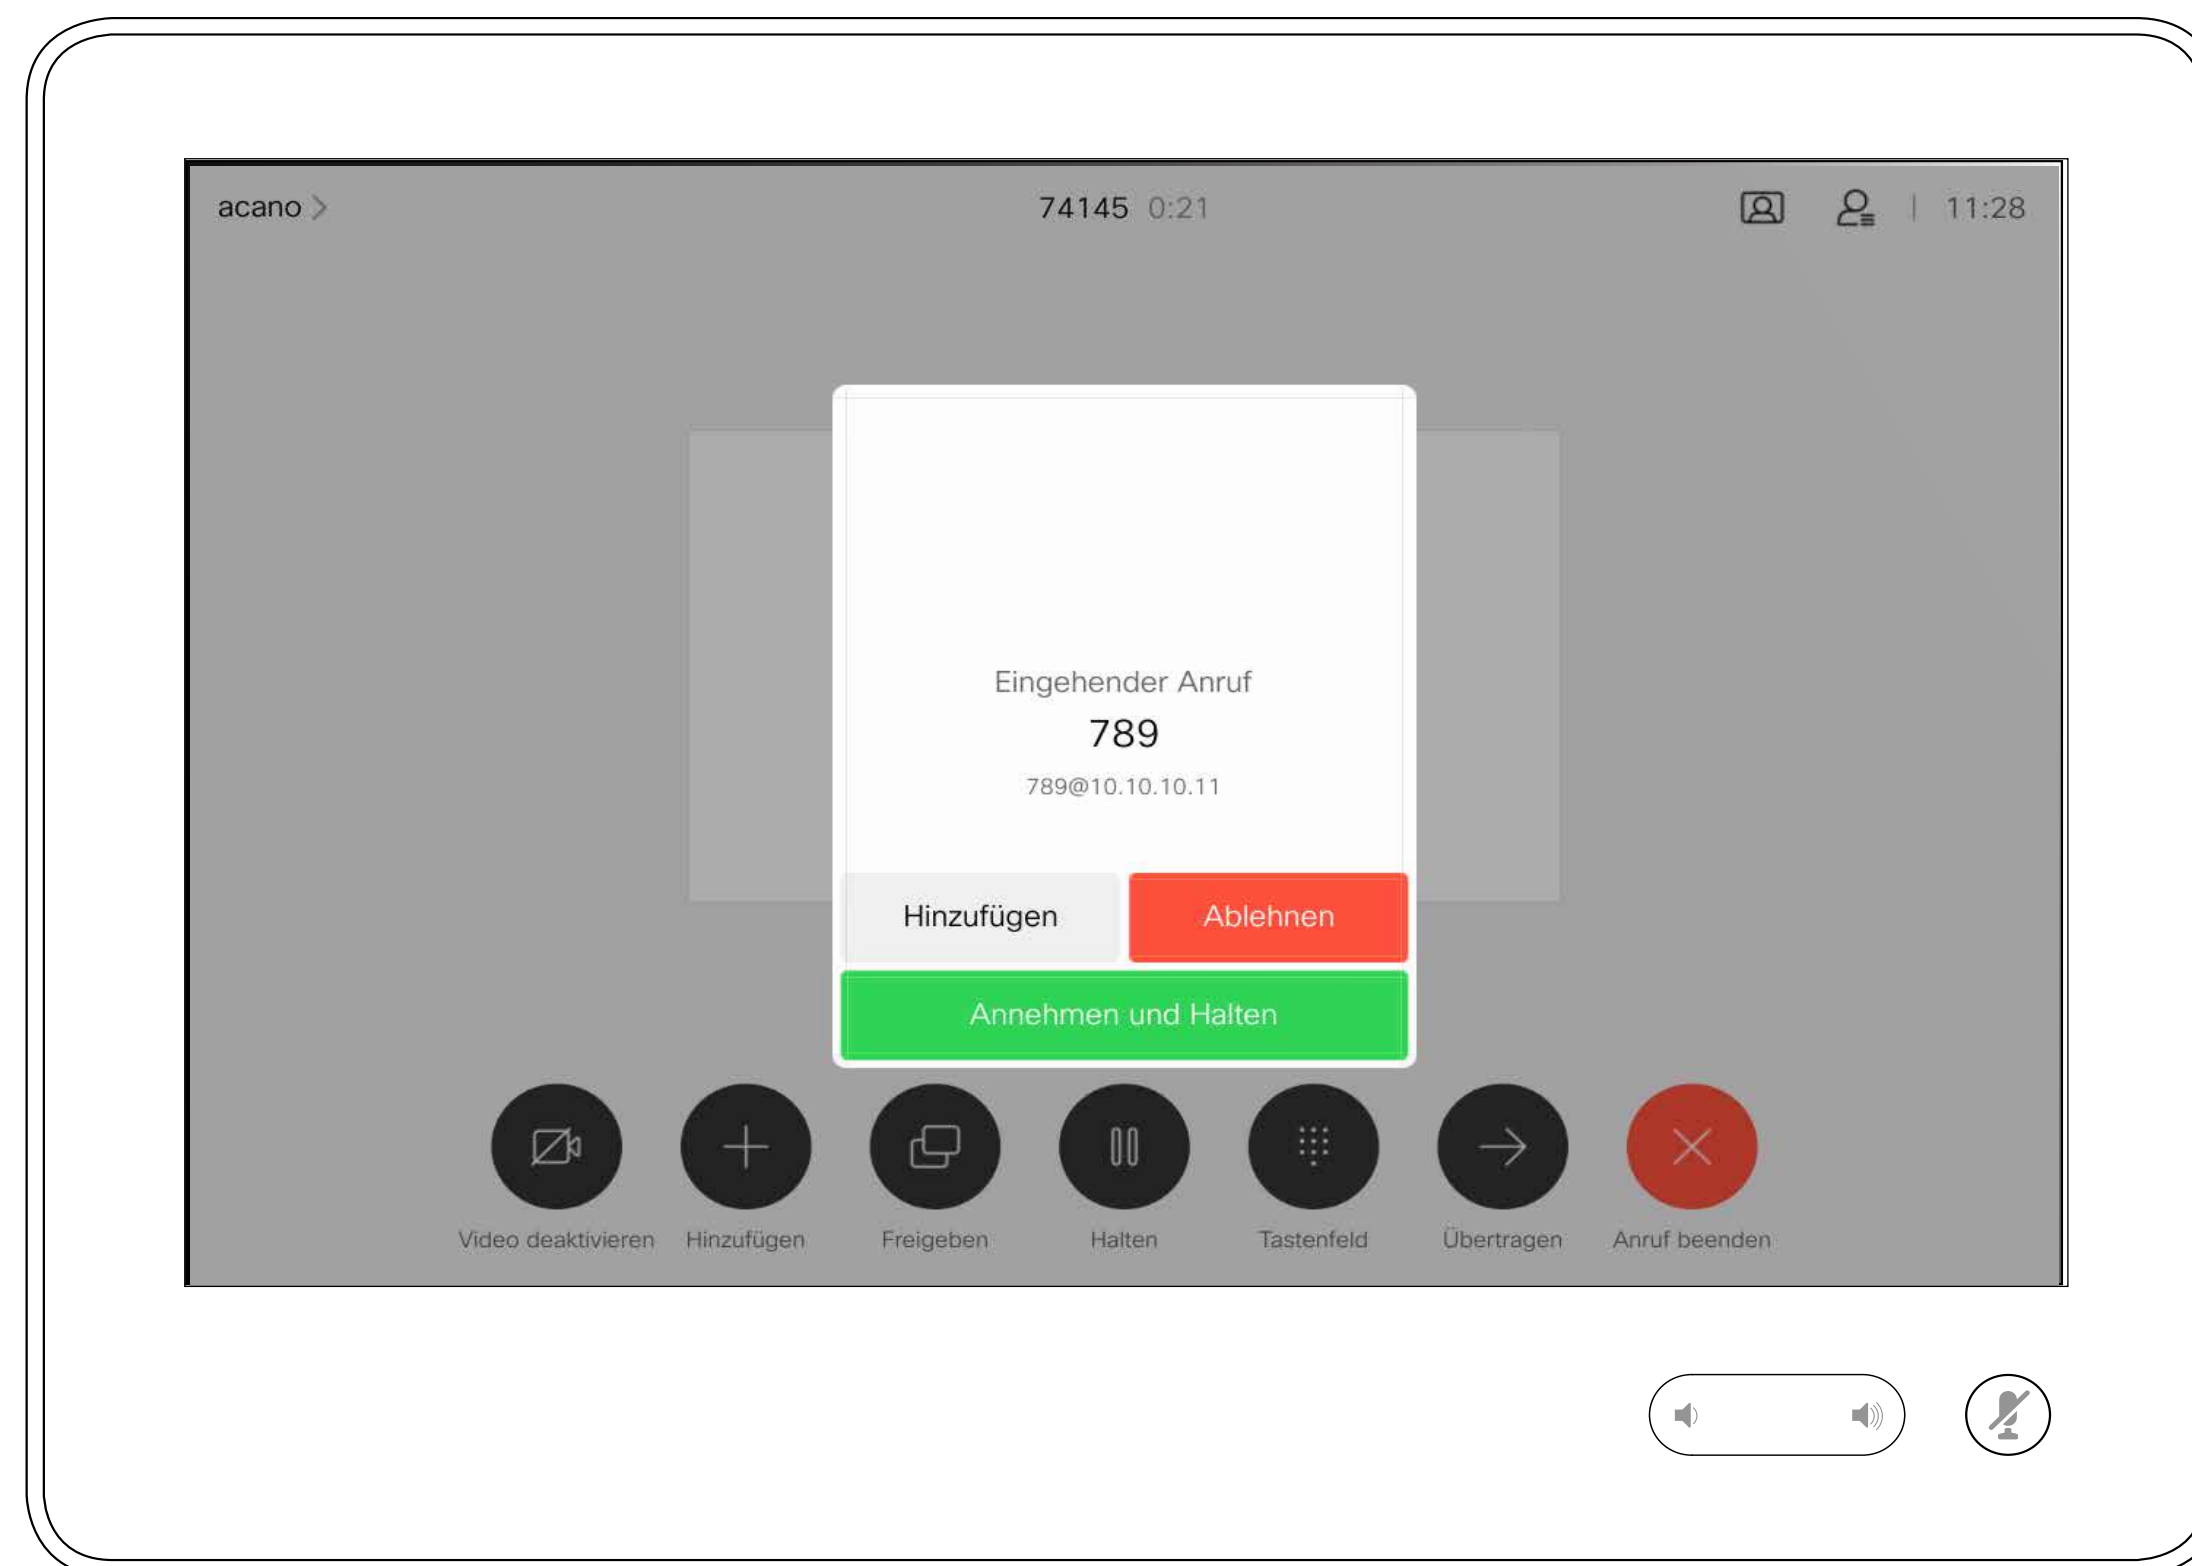 acano
74145 0:21
11:28
Eingehender Anruf
789
789@10.10.10.11
Hinzufügen
Ablehnen
Annehmen und Halten
Video deaktivieren
Hinzufügen
Freigeben
Halten
Tastenfeld
Übertragen
Anruf beenden